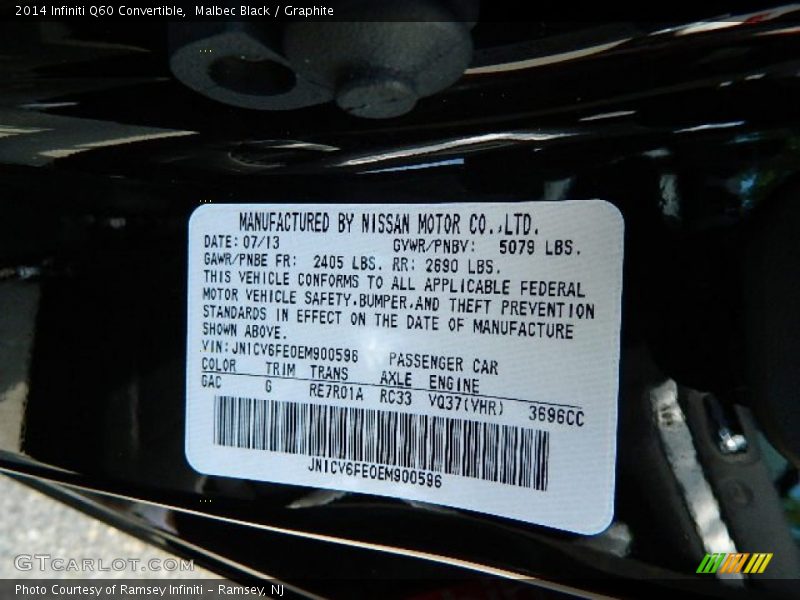 2014 Infiniti Q60 Convertible,  Malbec Black / Graphite
MANUFACTURED BY NISSAN MOTOR CO.,LTD.
DATE: 07/13 GVWR/PNBV: 5079 LBS.
GAWR/PNBE FR: 2405 LBS. RR: 2690 LBS.
THIS VEHICLE CONFORMS TO ALL APPLICABLE FEDERAL
MOTOR VEHICLE SAFETY,BUMPER,AND THEFT PREVENTION
STANDARDS IN EFFECT ON THE DATE OF MANUFACTURE
SHOWN ABOVE.
VIN: JN1CV6FE0EM900596 PASSENGER CAR
COLOR TRIM TRANS AXLE ENGINE
GAC G RE7R01A RC33 VQ37(VHR) 3696CC
JN1CV6FE0EM900596
GTCarLot.com
Photo Courtesy of Ramsey Infiniti - Ramsey, NJ